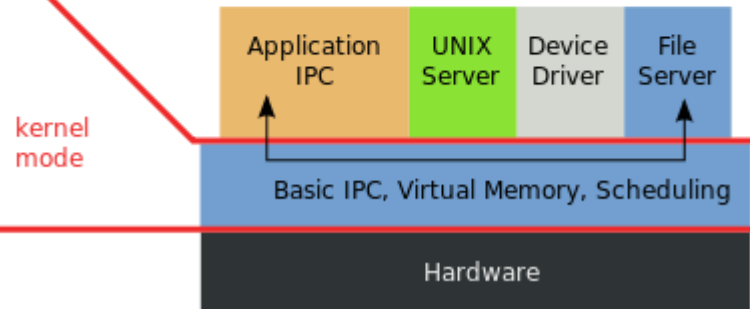 Application
IPC
UNIX
Server
Device
Driver
File
Server
kernel
mode
Basic IPC, Virtual Memory, Scheduling
Hardware